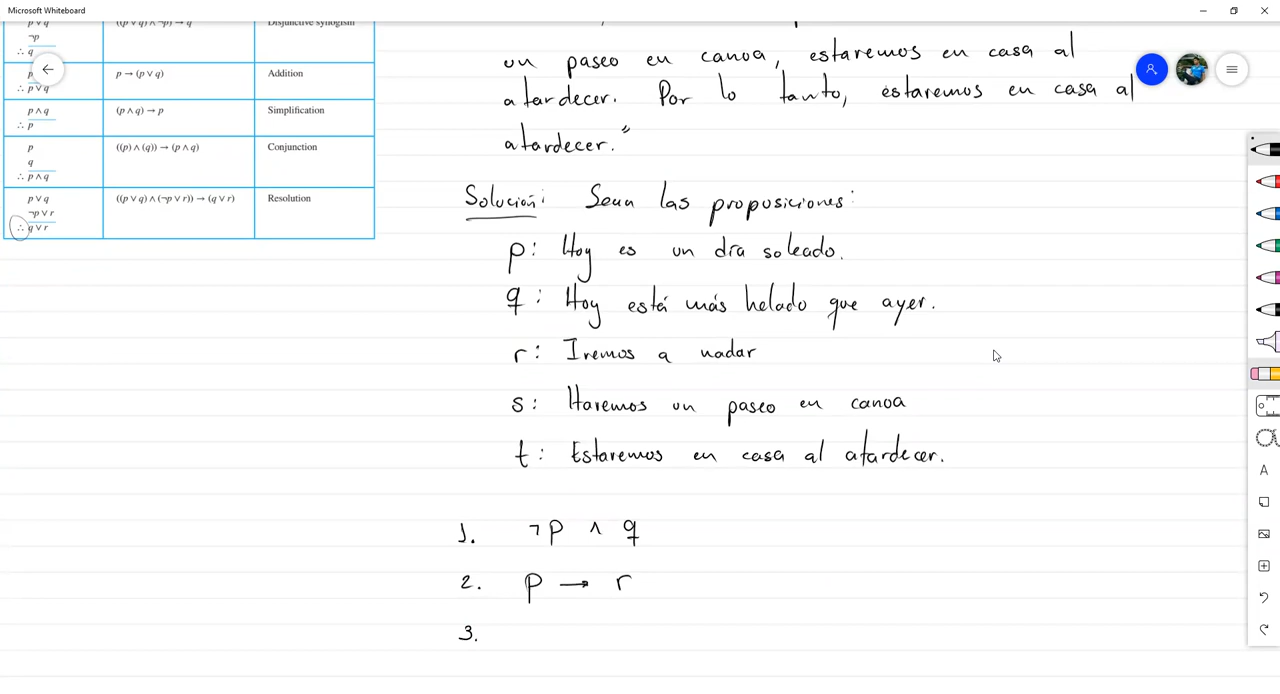 Microsoft Whiteboard
p ∨ q ((p ∨ q) ∧ ¬p) → q Disjunctive syllogism
¬p
∴ q
p p → (p ∨ q) Addition
∴ p ∨ q
p ∧ q (p ∧ q) → p Simplification
∴ p
p ((p) ∧ (q)) → (p ∧ q) Conjunction
q
∴ p ∧ q
p ∨ q ((p ∨ q) ∧ (¬p ∨ r)) → (q ∨ r) Resolution
¬p ∨ r
∴ q ∨ r
un paseo en canoa, estaremos en casa al
atardecer. Por lo tanto, estaremos en casa al
atardecer."
Solución: Sean las proposiciones:
p: Hoy es un día soleado.
q: Hoy está más helado que ayer.
r: Iremos a nadar
s: Haremos un paseo en canoa
t: Estaremos en casa al atardecer.
1. ¬p ∧ q
2. p → r
3.
A